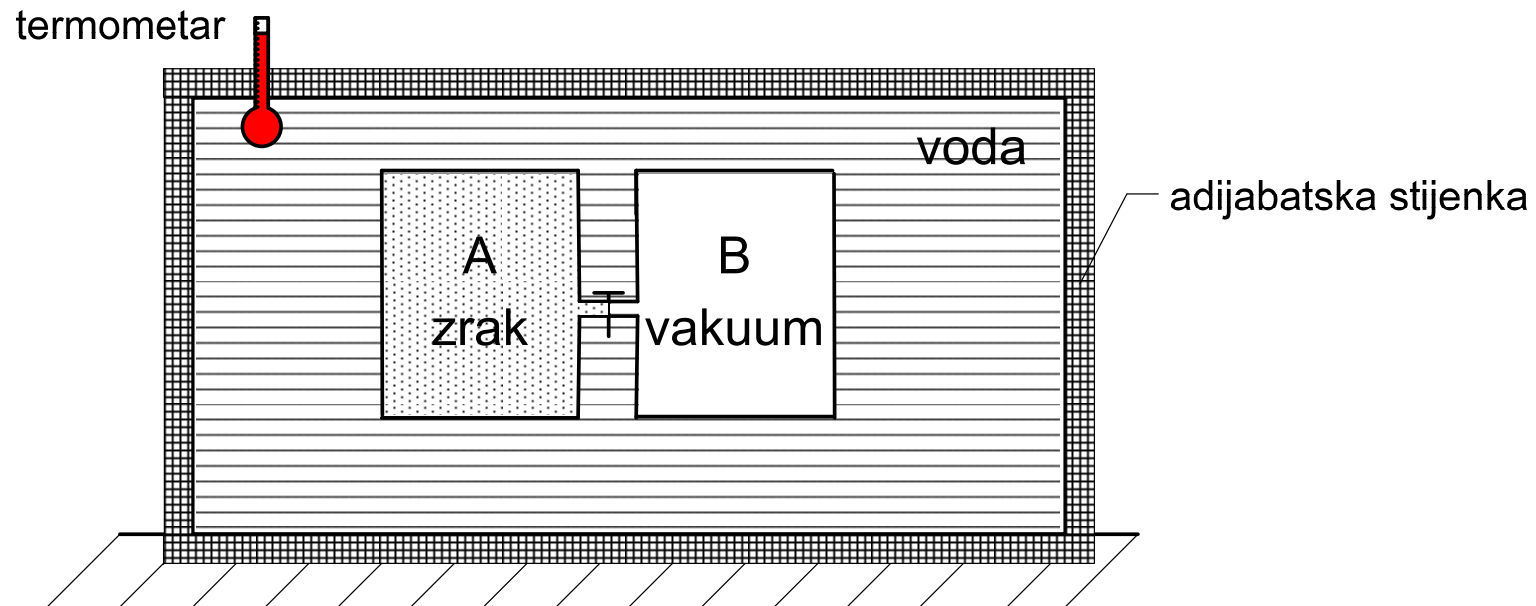 termometar
voda
adijabatska stijenka
A
zrak
B
vakuum